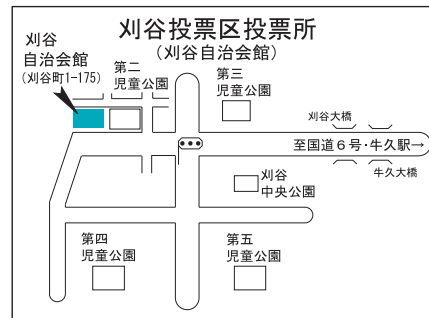 刈谷投票区投票所
(刈谷自治会館)
刈谷
自治会館
(刈谷町1-175)
第二
児童公園
第三
児童公園
刈谷大橋
至国道6号・牛久駅→
牛久大橋
刈谷
中央公園
第四
児童公園
第五
児童公園